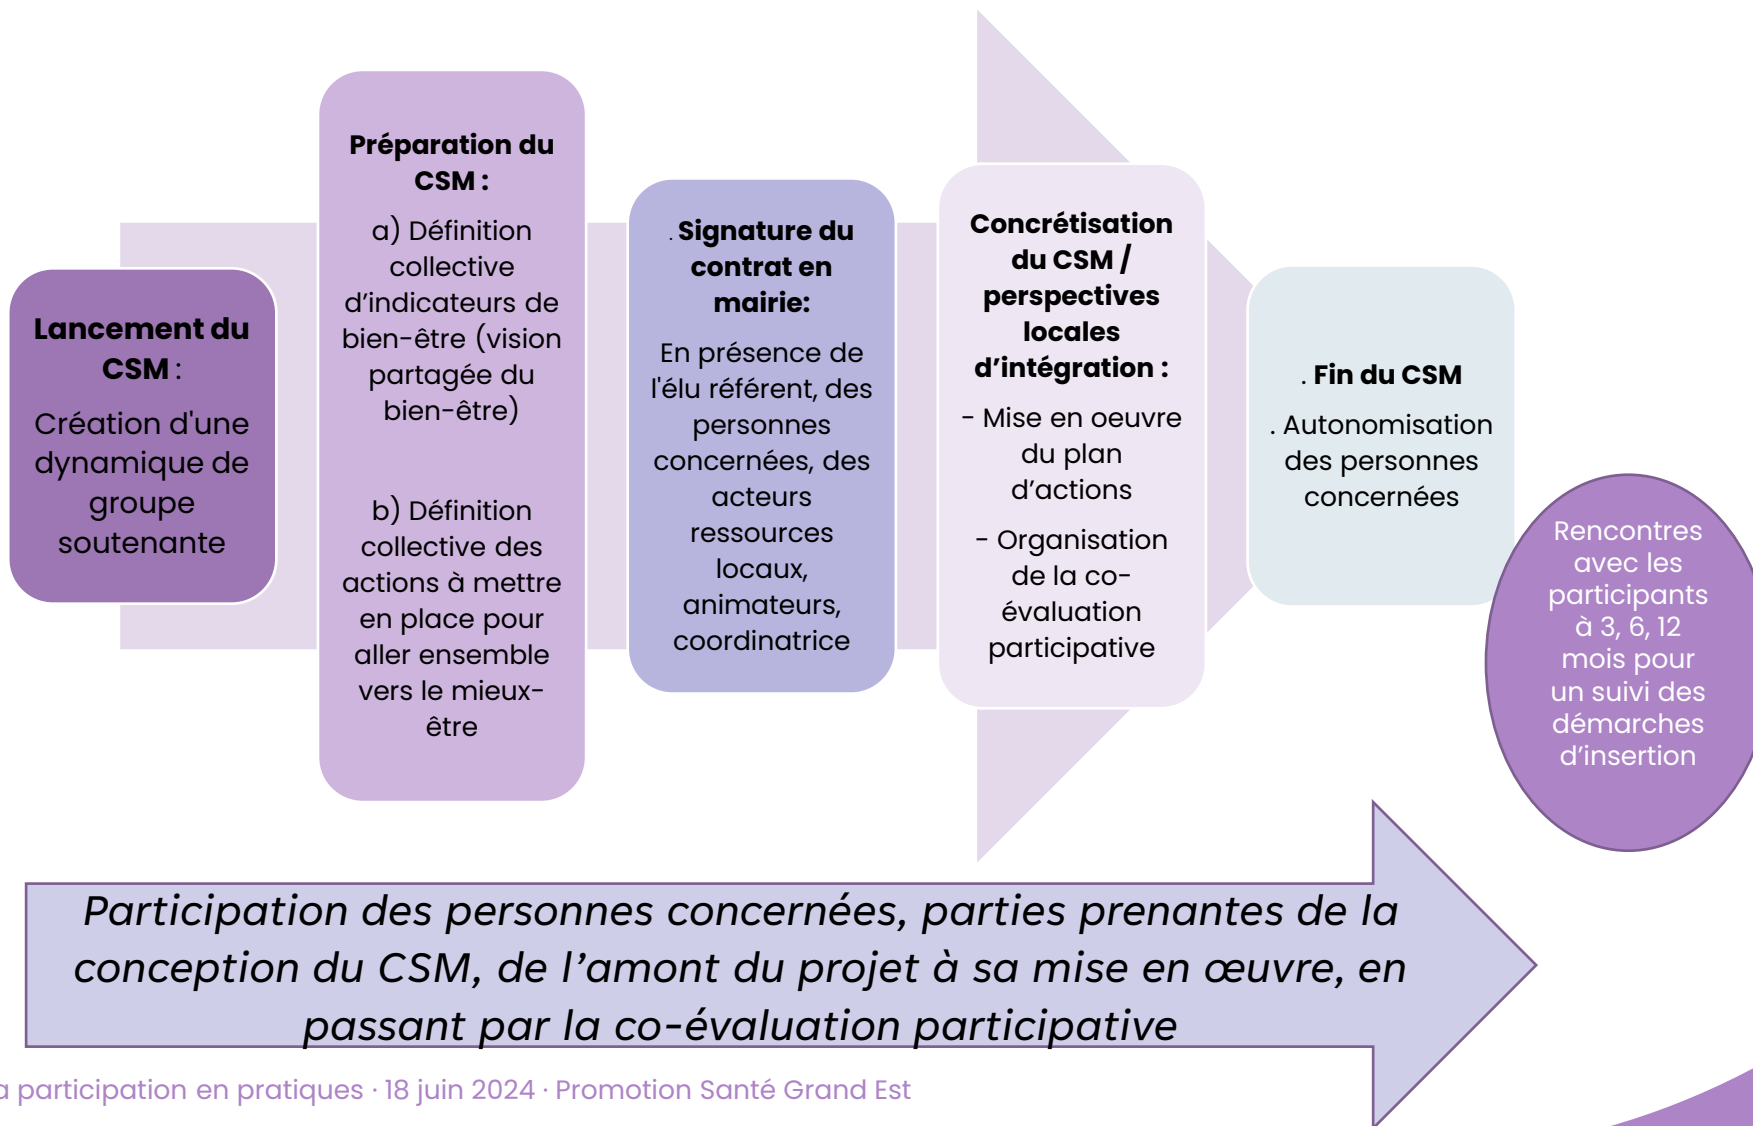 Lancement du
CSM :
Création d'une
dynamique de
groupe
soutenante
Préparation du
CSM :
a) Définition
collective
d’indicateurs de
bien-être (vision
partagée du
bien-être)
b) Définition
collective des
actions à mettre
en place pour
aller ensemble
vers le mieux-
être
. Signature du
contrat en
mairie:
En présence de
l'élu référent, des
personnes
concernées, des
acteurs
ressources
locaux,
animateurs,
coordinatrice
Concrétisation
du CSM /
perspectives
locales
d’intégration :
- Mise en oeuvre
du plan
d’actions
- Organisation
de la co-
évaluation
participative
. Fin du CSM
. Autonomisation
des personnes
concernées
Rencontres
avec les
participants
à 3, 6, 12
mois pour
un suivi des
démarches
d’insertion
Participation des personnes concernées, parties prenantes de la
conception du CSM, de l’amont du projet à sa mise en œuvre, en
passant par la co-évaluation participative
a participation en pratiques · 18 juin 2024 · Promotion Santé Grand Est